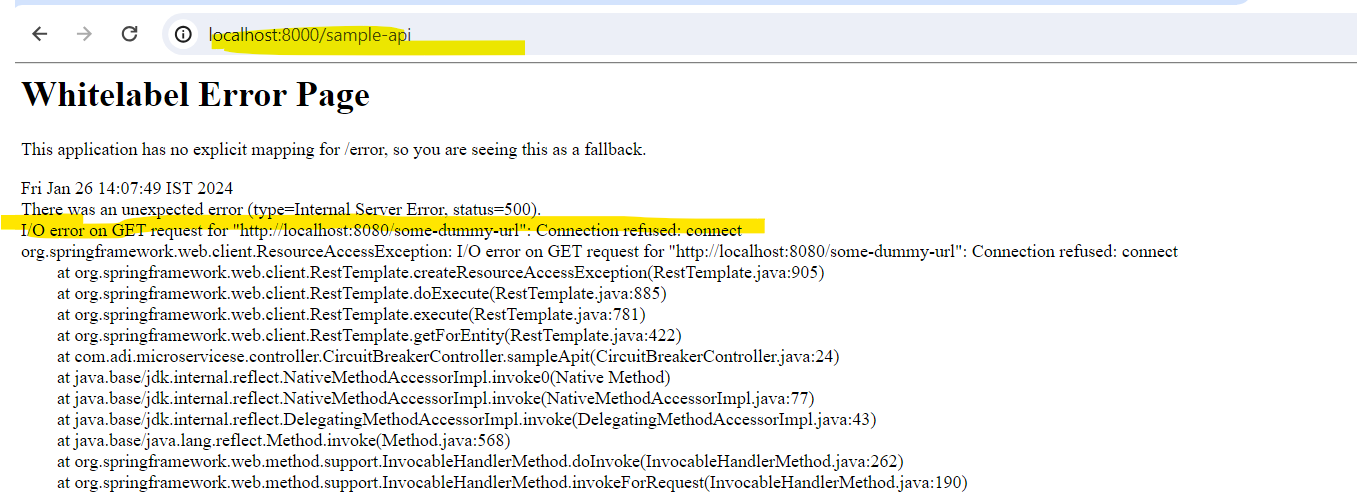 localhost:8000/sample-api
Whitelabel Error Page
This application has no explicit mapping for /error, so you are seeing this as a fallback.
Fri Jan 26 14:07:49 IST 2024
There was an unexpected error (type=Internal Server Error, status=500).
I/O error on GET request for "http://localhost:8080/some-dummy-url": Connection refused: connect
org.springframework.web.client.ResourceAccessException: I/O error on GET request for "http://localhost:8080/some-dummy-url": Connection refused: connect
at org.springframework.web.client.RestTemplate.createResourceAccessException(RestTemplate.java:905)
at org.springframework.web.client.RestTemplate.doExecute(RestTemplate.java:885)
at org.springframework.web.client.RestTemplate.execute(RestTemplate.java:781)
at org.springframework.web.client.RestTemplate.getForEntity(RestTemplate.java:422)
at com.adi.microservicese.controller.CircuitBreakerController.sampleApit(CircuitBreakerController.java:24)
at java.base/jdk.internal.reflect.NativeMethodAccessorImpl.invoke0(Native Method)
at java.base/jdk.internal.reflect.NativeMethodAccessorImpl.invoke(NativeMethodAccessorImpl.java:77)
at java.base/jdk.internal.reflect.DelegatingMethodAccessorImpl.invoke(DelegatingMethodAccessorImpl.java:43)
at java.base/java.lang.reflect.Method.invoke(Method.java:568)
at org.springframework.web.method.support.InvocableHandlerMethod.doInvoke(InvocableHandlerMethod.java:262)
at org.springframework.web.method.support.InvocableHandlerMethod.invokeForRequest(InvocableHandlerMethod.java:190)